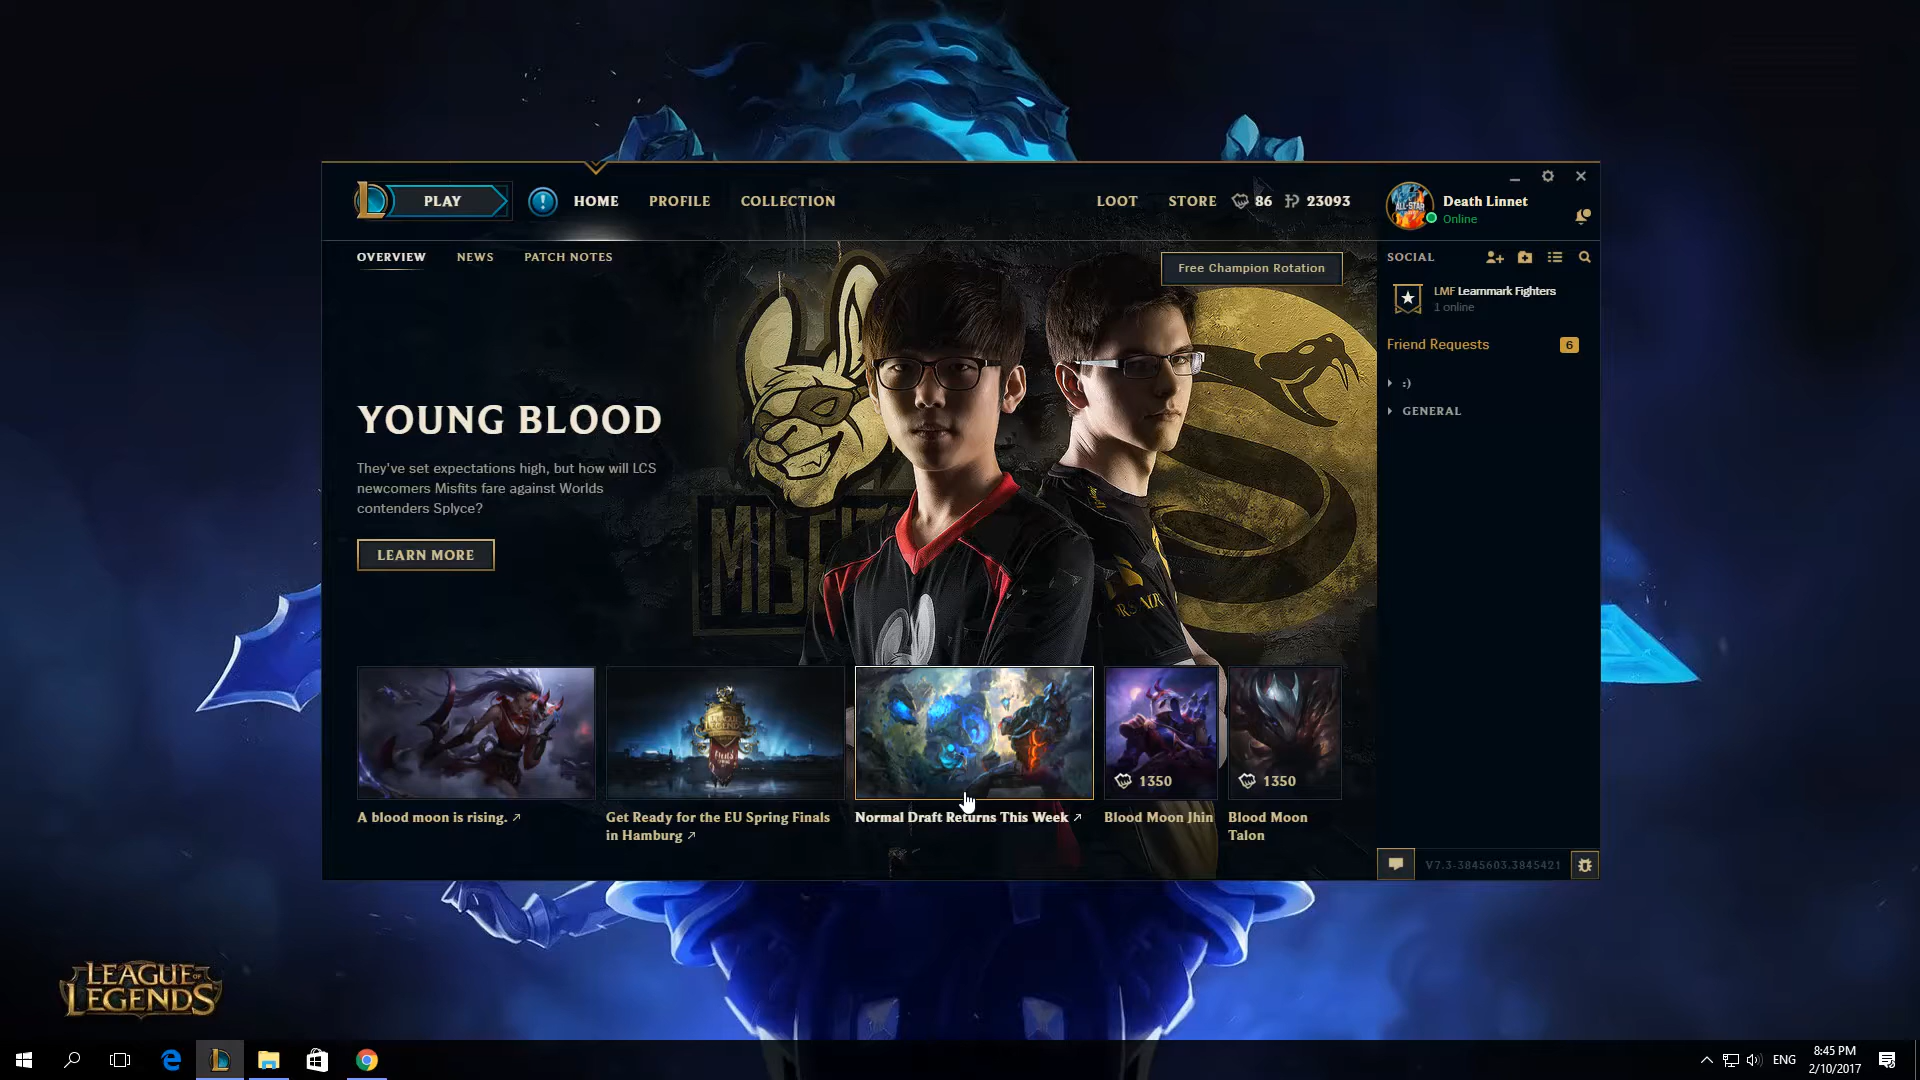 PLAY
HOME
PROFILE
COLLECTION
LOOT
STORE
86
23093
Death Linnet
Online
OVERVIEW
NEWS
PATCH NOTES
Free Champion Rotation
SOCIAL
LMF Learnmark Fighters
1 online
Friend Requests
6
:)
GENERAL
YOUNG BLOOD
They've set expectations high, but how will LCS
newcomers Misfits fare against Worlds
contenders Splyce?
LEARN MORE
1350
1350
A blood moon is rising.
Get Ready for the EU Spring Finals
in Hamburg
Normal Draft Returns This Week
Blood Moon Jhin
Blood Moon
Talon
V7.3-3845603.3845421
LEAGUE OF
LEGENDS
ENG
8:45 PM
2/10/2017